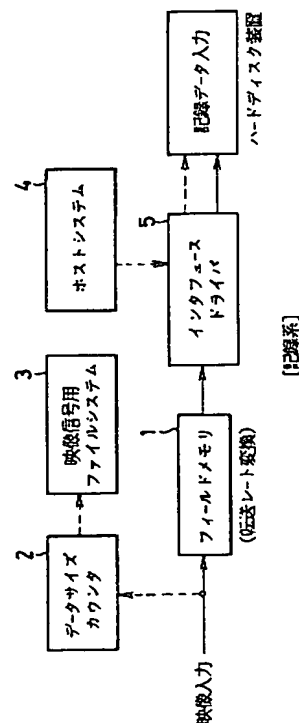 映像入力
2
データサイズ
カウンタ
3
映像信号用
ファイルシステム
4
ホストシステム
1
フィールドメモリ
(転送レート変換)
5
インタフェース
ドライバ
記録データ入力
ハードディスク装置
[記録系]